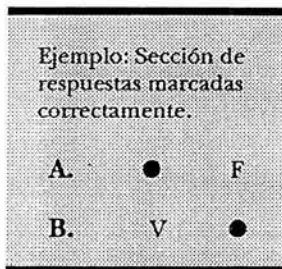 Ejemplo: Sección de
respuestas marcadas
correctamente.
A. ● F
B. V ●